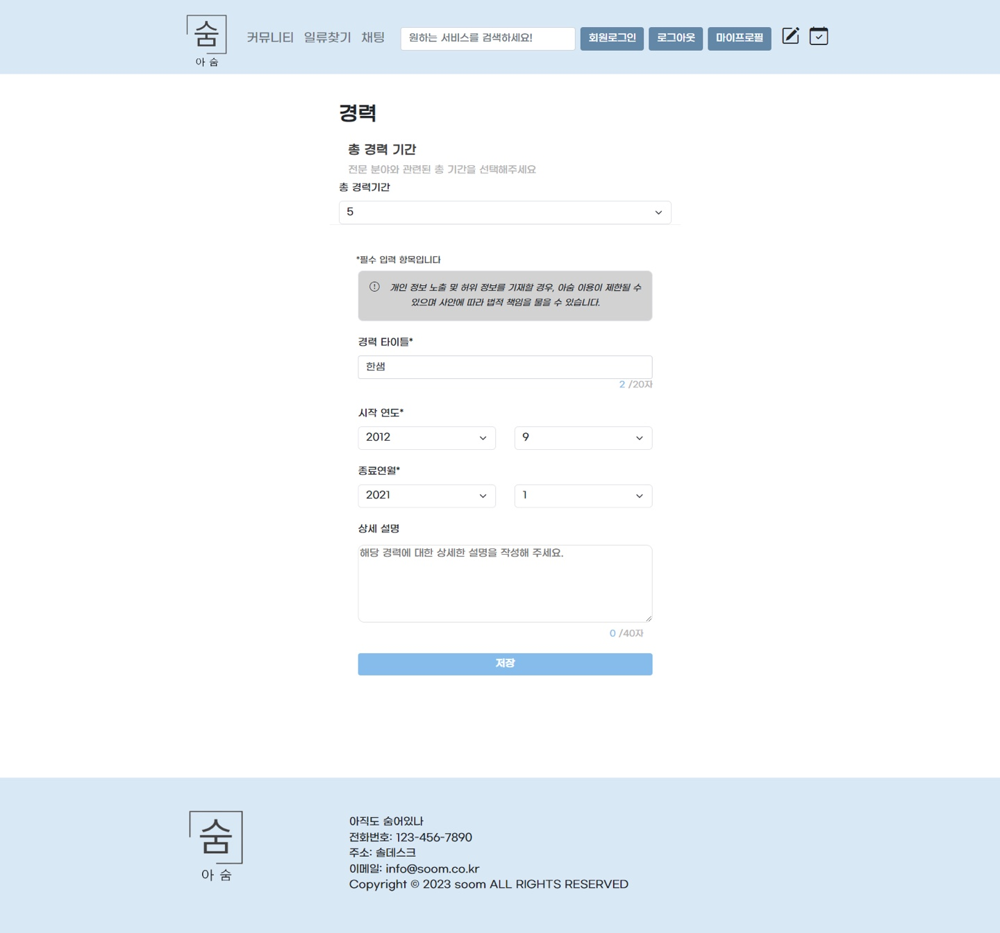 숨
아 숨
커뮤니티 일류찾기 채팅 원하는 서비스를 검색하세요! 회원로그인 로그아웃 마이프로필
경력
총 경력 기간
전문 분야와 관련된 총 기간을 선택해주세요
총 경력기간
5
*필수 입력 항목입니다
개인 정보 노출 및 허위 정보를 기재할 경우, 아숨 이용이 제한될 수
있으며 사안에 따라 법적 책임을 물을 수 있습니다.
경력 타이틀*
한샘
2 /20자
시작 연도*
2012 9
종료연월*
2021 1
상세 설명
해당 경력에 대한 상세한 설명을 작성해 주세요.
0 /40자
저장
숨
아 숨
아직도 숨어있나
전화번호: 123-456-7890
주소: 솔데스크
이메일: info@soom.co.kr
Copyright © 2023 soom ALL RIGHTS RESERVED